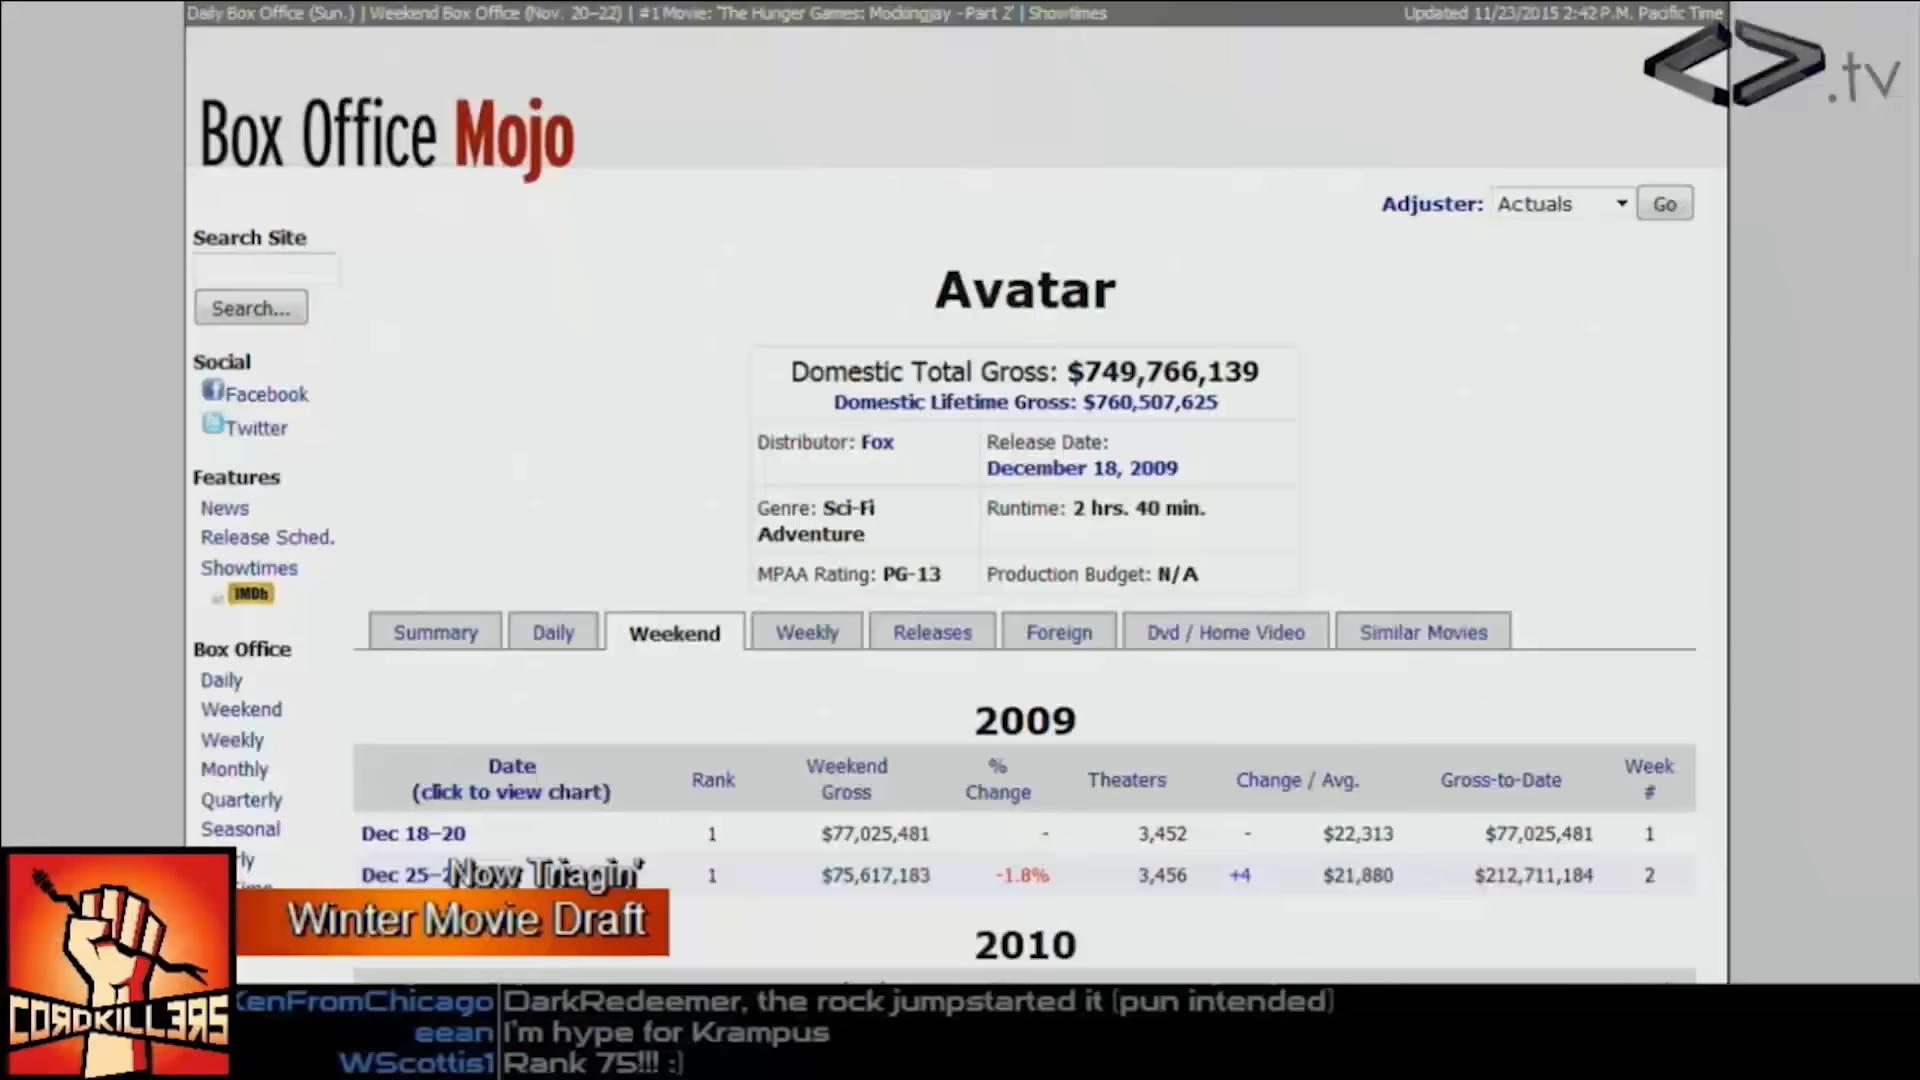 Daily Box Office (Sun.) | Weekend Box Office (Nov. 20–22) | #1 Movie: 'The Hunger Games: Mockingjay - Part 2' | Showtimes
Updated 11/23/2015 2:42 P.M. Pacific Time
.tv
Box Office Mojo
Adjuster: Actuals Go
Search Site
Search...
Avatar
Domestic Total Gross: $749,766,139
Domestic Lifetime Gross: $760,507,625
Distributor: Fox
Release Date:
December 18, 2009
Genre: Sci-Fi
Adventure
Runtime: 2 hrs. 40 min.
MPAA Rating: PG-13
Production Budget: N/A
Social
Facebook
Twitter
Features
News
Release Sched.
Showtimes
at IMDb
Box Office
Daily
Weekend
Weekly
Monthly
Quarterly
Seasonal
Summary Daily Weekend Weekly Releases Foreign Dvd / Home Video Similar Movies
2009
Date
(click to view chart) Rank Weekend
Gross %
Change Theaters Change / Avg. Gross-to-Date Week
#
Dec 18–20 1 $77,025,481 - 3,452 - $22,313 $77,025,481 1
Dec 25– 1 $75,617,183 -1.8% 3,456 +4 $21,880 $212,711,184 2
2010
Now Triagin'
Winter Movie Draft
CORDKILLERS
KenFromChicago DarkRedeemer, the rock jumpstarted it (pun intended)
eean I'm hype for Krampus
WScottis1 Rank 75!!! :)